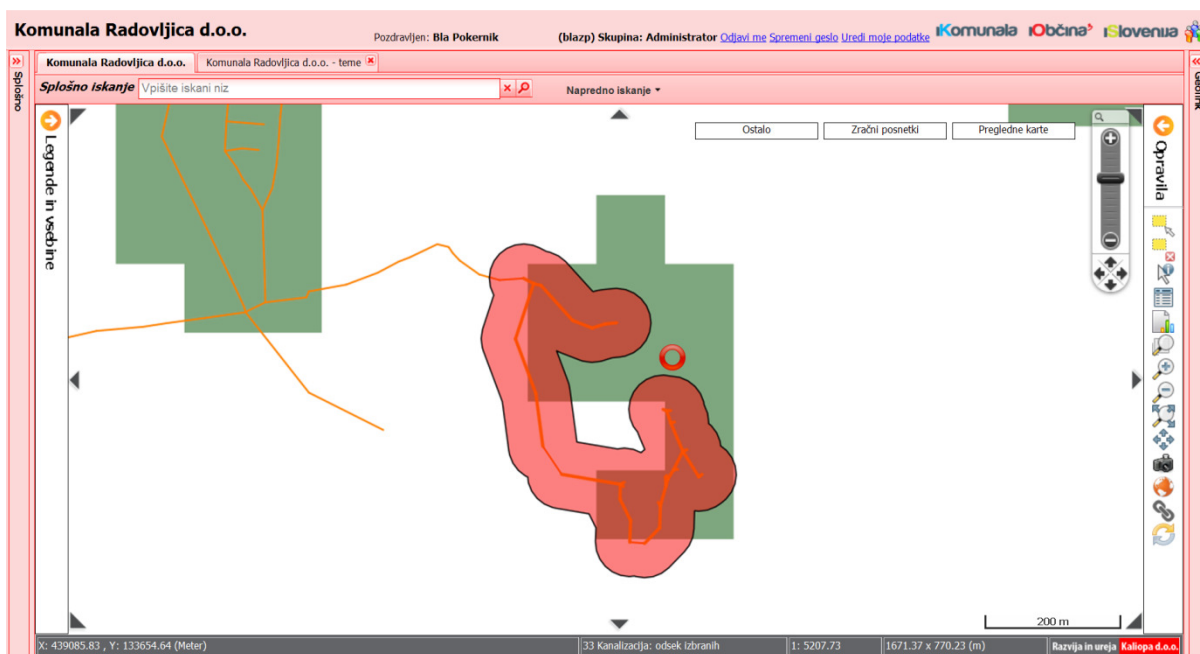 Komunala Radovljica d.o.o.
Pozdravljen: Bla Pokernik (blazp) Skupina: Administrator Odjavi me Spremeni geslo Uredi moje podatke
iKomunala iObčina iSlovenija
Splošno
Komunala Radovljica d.o.o. Komunala Radovljica d.o.o. - teme
Splošno iskanje Vpišite iskani niz Napredno iskanje
Geolink
Legende in vsebine
Ostalo Zračni posnetki Pregledne karte
Opravila
200 m
X: 439085.83 , Y: 133654.64 (Meter) 33 Kanalizacija: odsek izbranih 1: 5207.73 1671.37 x 770.23 (m) Razvija in ureja Kaliopa d.o.o.